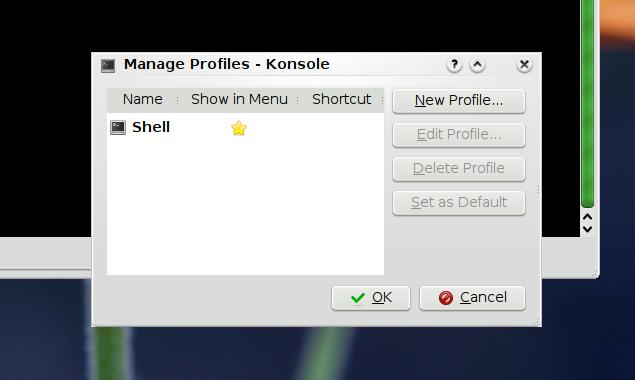 Manage Profiles - Konsole
Name Show in Menu Shortcut
Shell
New Profile...
Edit Profile...
Delete Profile
Set as Default
OK Cancel